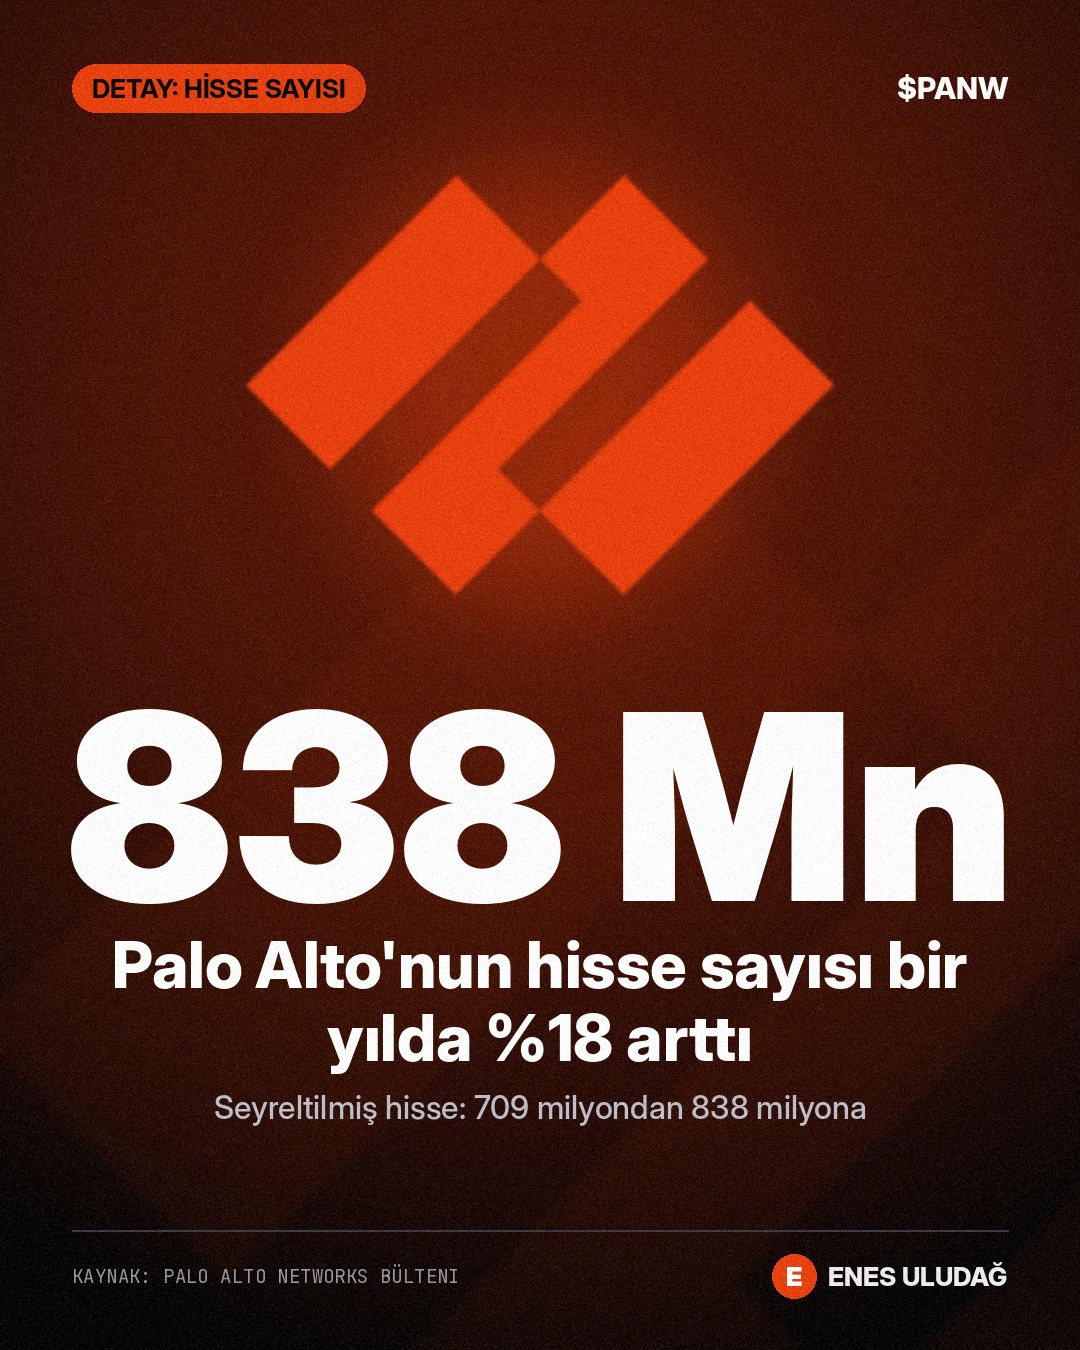 DETAY: HİSSE SAYISI
$PANW
838 Mn
Palo Alto'nun hisse sayısı bir
yılda %18 arttı
Seyreltilmiş hisse: 709 milyondan 838 milyona
KAYNAK: PALO ALTO NETWORKS BÜLTENI
E ENES ULUDAĞ